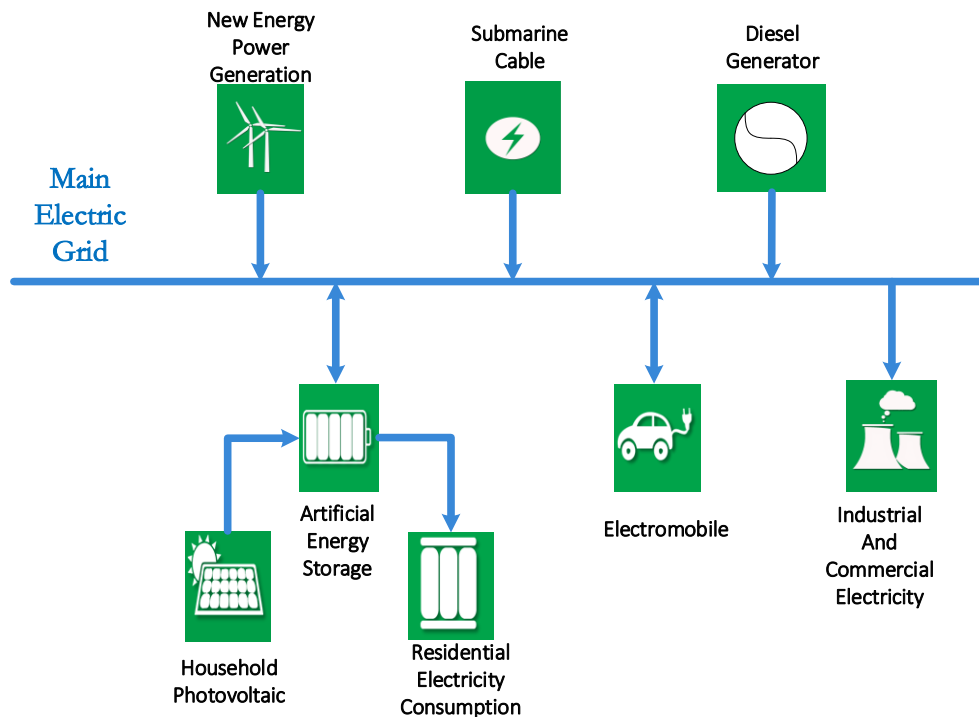 New Energy
Power
Generation
Submarine
Cable
Diesel
Generator
Main
Electric
Grid
Artificial
Energy
Storage
Electromobile
Industrial
And
Commercial
Electricity
Household
Photovoltaic
Residential
Electricity
Consumption